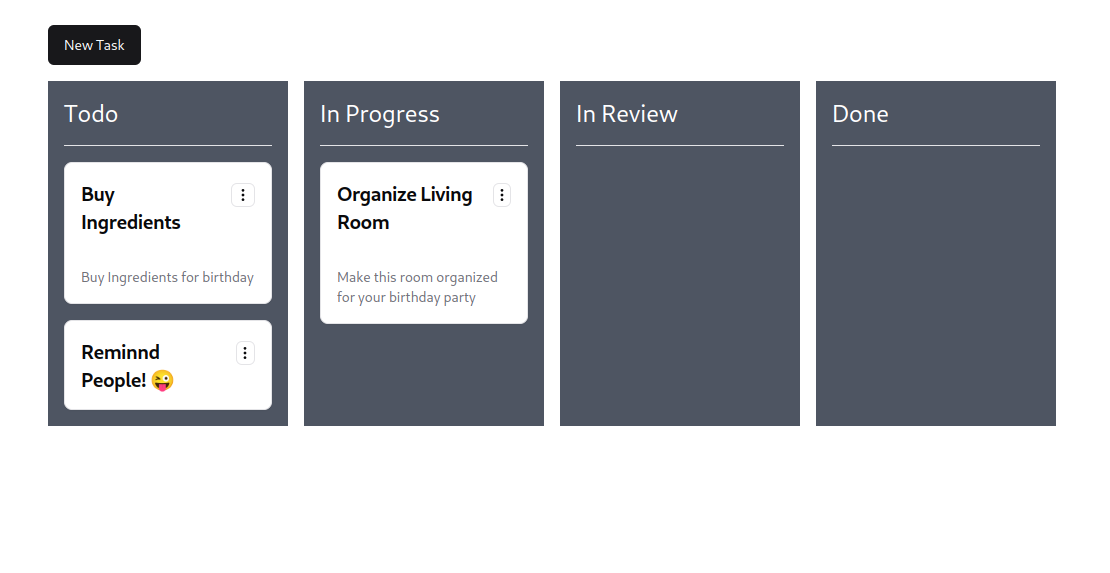 New Task
Todo
Buy
Ingredients
Buy Ingredients for birthday
Reminnd
People! 😜
In Progress
Organize Living
Room
Make this room organized
for your birthday party
In Review
Done